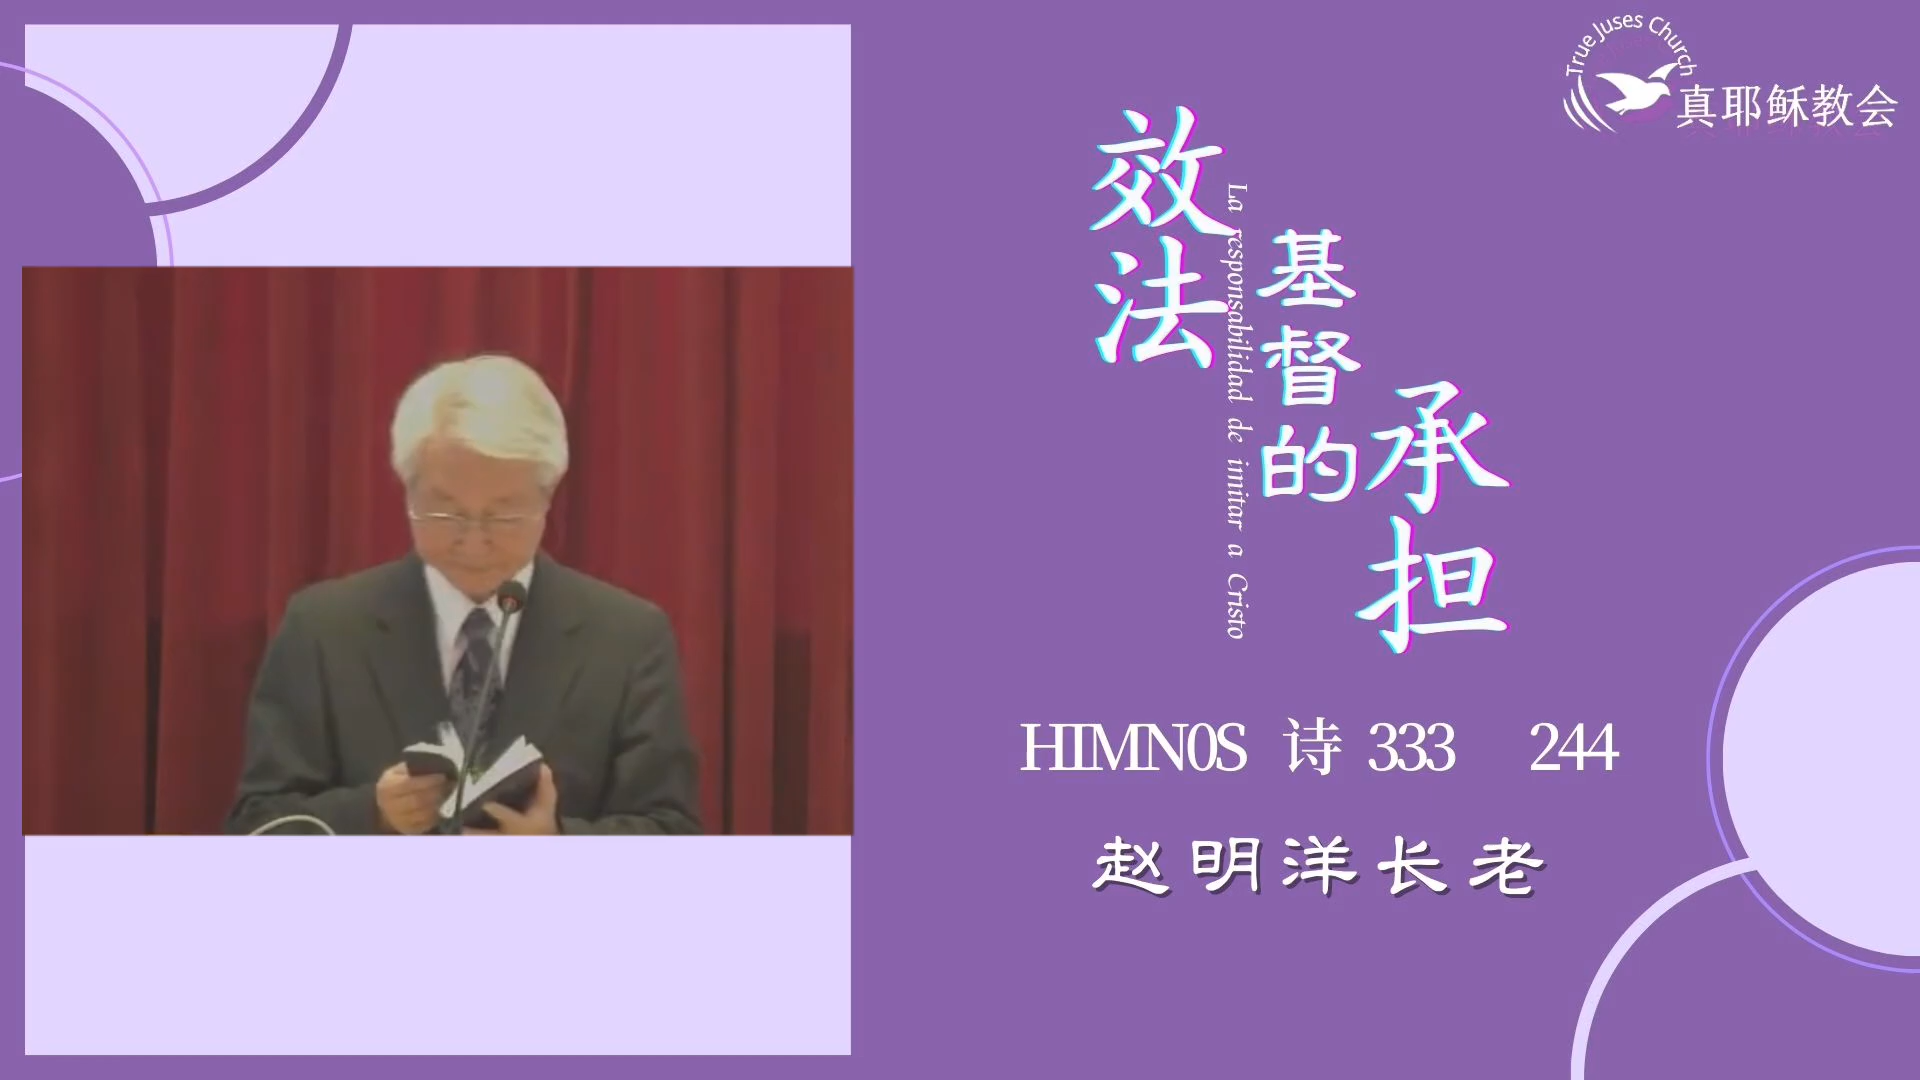 True Juses Church
真耶稣教会
效法
La responsabilidad de imitar a Cristo
基督的
承担
HIMN0S 诗 333 244
赵明洋长老